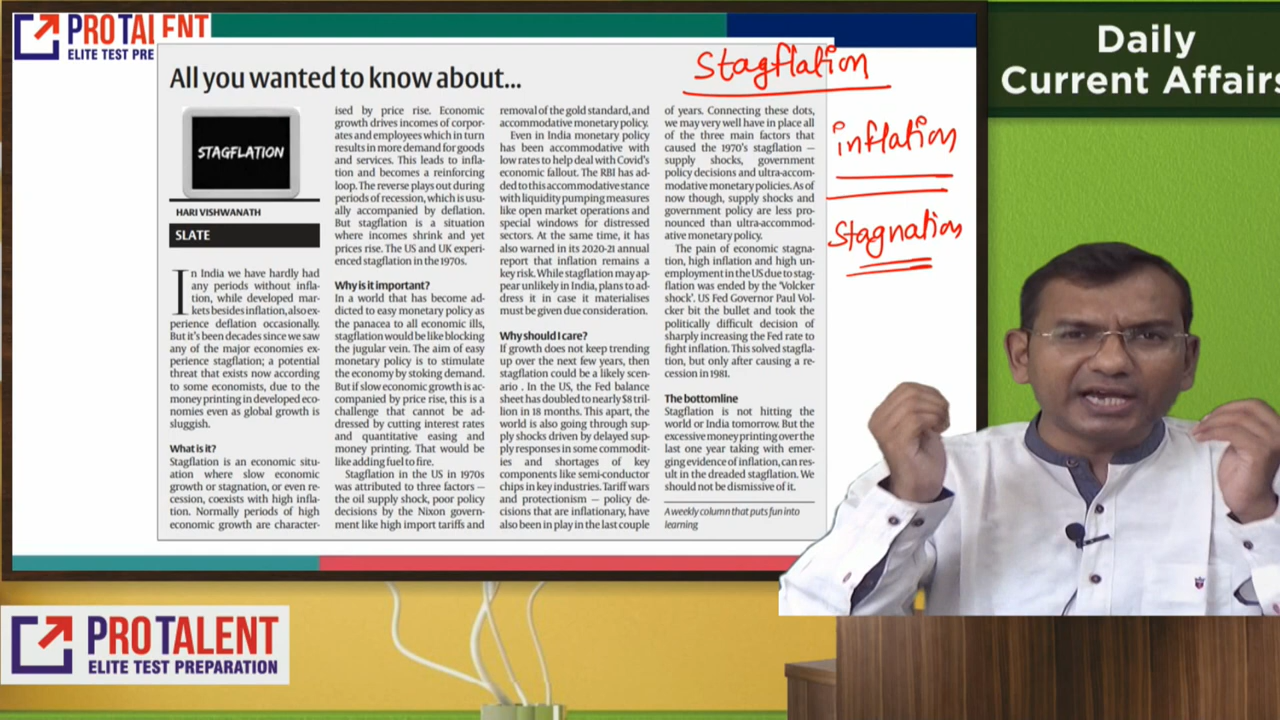 PROTALENT
ELITE TEST PREP
All you wanted to know about...
Stagflation
inflation
Stagnation
STAGFLATION
HARI VISHWANATH
SLATE
In India we have hardly had
any periods without infla-
tion, while developed mar-
kets besides inflation, also ex-
perience deflation occasionally.
But it's been decades since we saw
any of the major economies ex-
perience stagflation; a potential
threat that exists now according
to some economists, due to the
money printing in developed eco-
nomies even as global growth is
sluggish.
What is it?
Stagflation is an economic situ-
ation where slow economic
growth or stagnation, or even re-
cession, coexists with high infla-
tion. Normally periods of high
economic growth are character-
ised by price rise. Economic
growth drives incomes of corpor-
ates and employees which in turn
results in more demand for goods
and services. This leads to infla-
tion and becomes a reinforcing
loop. The reverse plays out during
periods of recession, which is usu-
ally accompanied by deflation.
But stagflation is a situation
where incomes shrink and yet
prices rise. The US and UK experi-
enced stagflation in the 1970s.
Why is it important?
In a world that has become ad-
dicted to easy monetary policy as
the panacea to all economic ills,
stagflation would be like blocking
the jugular vein. The aim of easy
monetary policy is to stimulate
the economy by stoking demand.
But if slow economic growth is ac-
companied by price rise, this is a
challenge that cannot be ad-
dressed by cutting interest rates
and quantitative easing and
money printing. That would be
like adding fuel to fire.
Stagflation in the US in 1970s
was attributed to three factors —
the oil supply shock, poor policy
decisions by the Nixon govern-
ment like high import tariffs and
removal of the gold standard, and
accommodative monetary policy.
Even in India monetary policy
has been accommodative with
low rates to help deal with Covid's
economic fallout. The RBI has ad-
ded to this accommodative stance
with liquidity pumping measures
like open market operations and
special windows for distressed
sectors. At the same time, it has
also warned in its 2020-21 annual
report that inflation remains a
key risk. While stagflation may ap-
pear unlikely in India, plans to ad-
dress it in case it materialises
must be given due consideration.
Why should I care?
If growth does not keep trending
up over the next few years, then
stagflation could be a likely scen-
ario . In the US, the Fed balance
sheet has doubled to nearly $8 tril-
lion in 18 months. This apart, the
world is also going through sup-
ply shocks driven by delayed sup-
ply responses in some commodit-
ies and shortages of key
components like semi-conductor
chips in key industries. Tariff wars
and protectionism — policy de-
cisions that are inflationary, have
also been in play in the last couple
of years. Connecting these dots,
we may very well have in place all
of the three main factors that
caused the 1970's stagflation —
supply shocks, government
policy decisions and ultra-accom-
modative monetary policies. As of
now though, supply shocks and
government policy are less pro-
nounced than ultra-accommod-
ative monetary policy.
The pain of economic stagna-
tion, high inflation and high un-
employment in the US due to stag-
flation was ended by the 'Volcker
shock'. US Fed Governor Paul Vol-
cker bit the bullet and took the
politically difficult decision of
sharply increasing the Fed rate to
fight inflation. This solved stagfla-
tion, but only after causing a re-
cession in 1981.
The bottomline
Stagflation is not hitting the
world or India tomorrow. But the
excessive money printing over the
last one year taking with emer-
ging evidence of inflation, can res-
ult in the dreaded stagflation. We
should not be dismissive of it.
A weekly column that puts fun into
learning
Daily
Current Affairs
PROTALENT
ELITE TEST PREPARATION